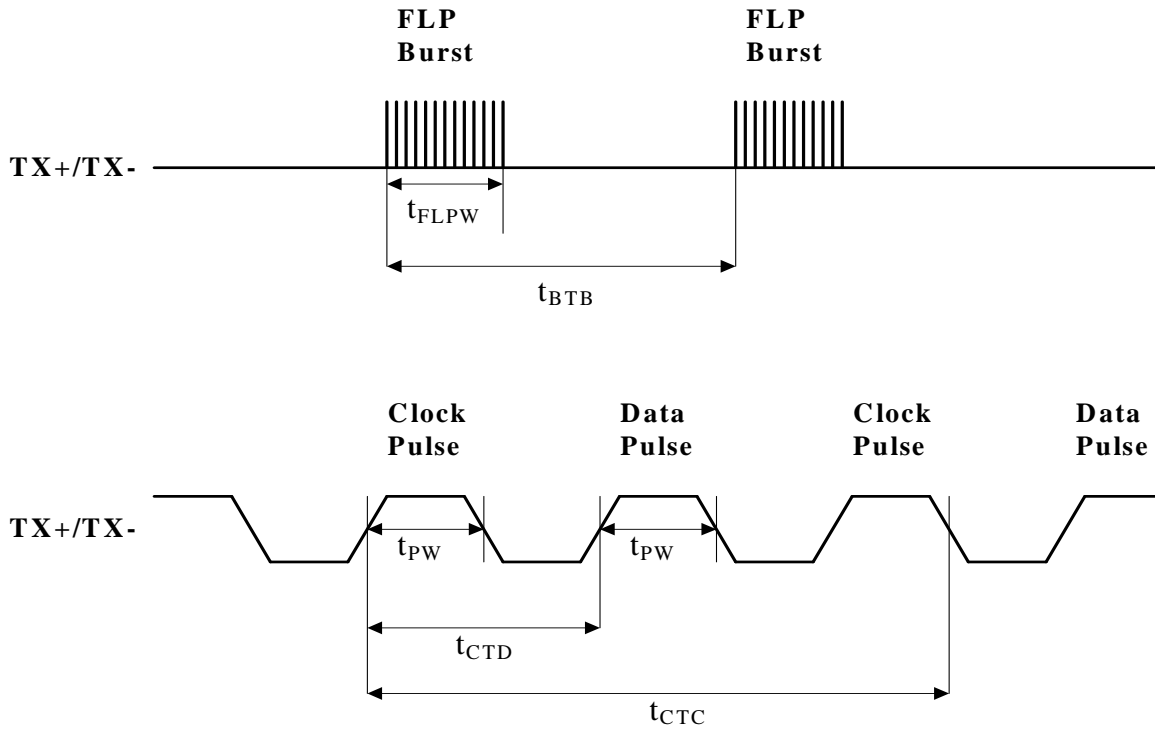 FLP
Burst
FLP
Burst
TX+/TX-
tFLPW
tBTB
Clock
Pulse
Data
Pulse
Clock
Pulse
Data
Pulse
TX+/TX-
tPW
tPW
tCTD
tCTC